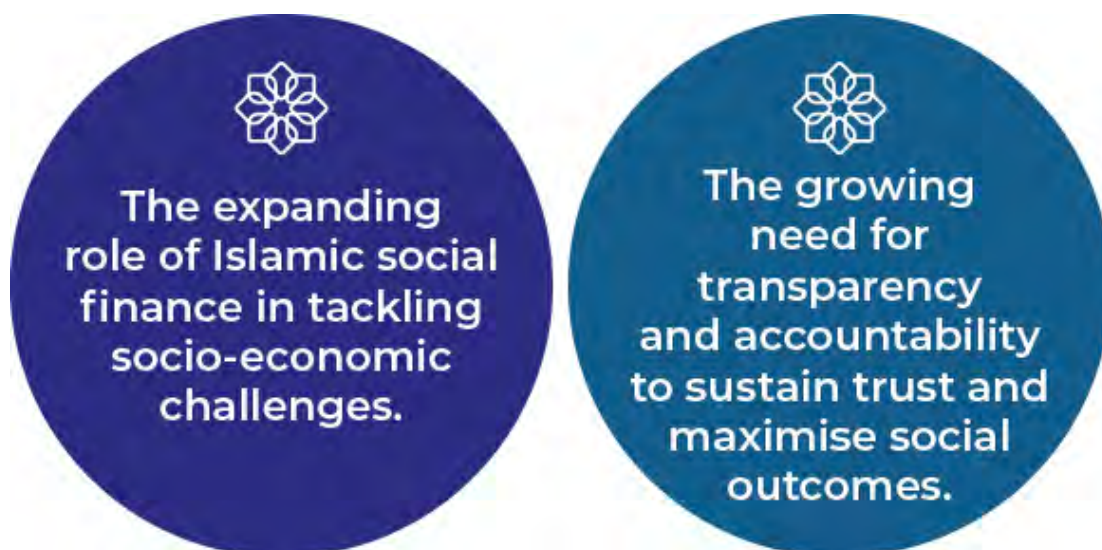 The expanding
role of Islamic social
finance in tackling
socio-economic
challenges.
The growing
need for
transparency
and accountability
to sustain trust and
maximise social
outcomes.